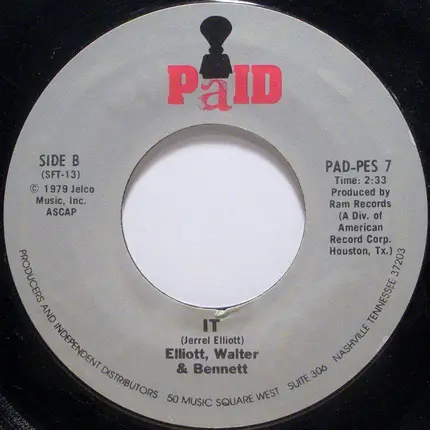 PaID
SIDE B
(SFT-13)
© 1979 Jelco
Music, Inc.
ASCAP
PAD-PES 7
Time: 2:33
Produced by
Ram Records
(A Div. of
American
Record Corp.
Houston, Tx.)
IT
(Jerrel Elliott)
Elliott, Walter
& Bennett
PRODUCERS AND INDEPENDENT DISTRIBUTORS 50 MUSIC SQUARE WEST SUITE 306 NASHVILLE TENNESSEE 37203